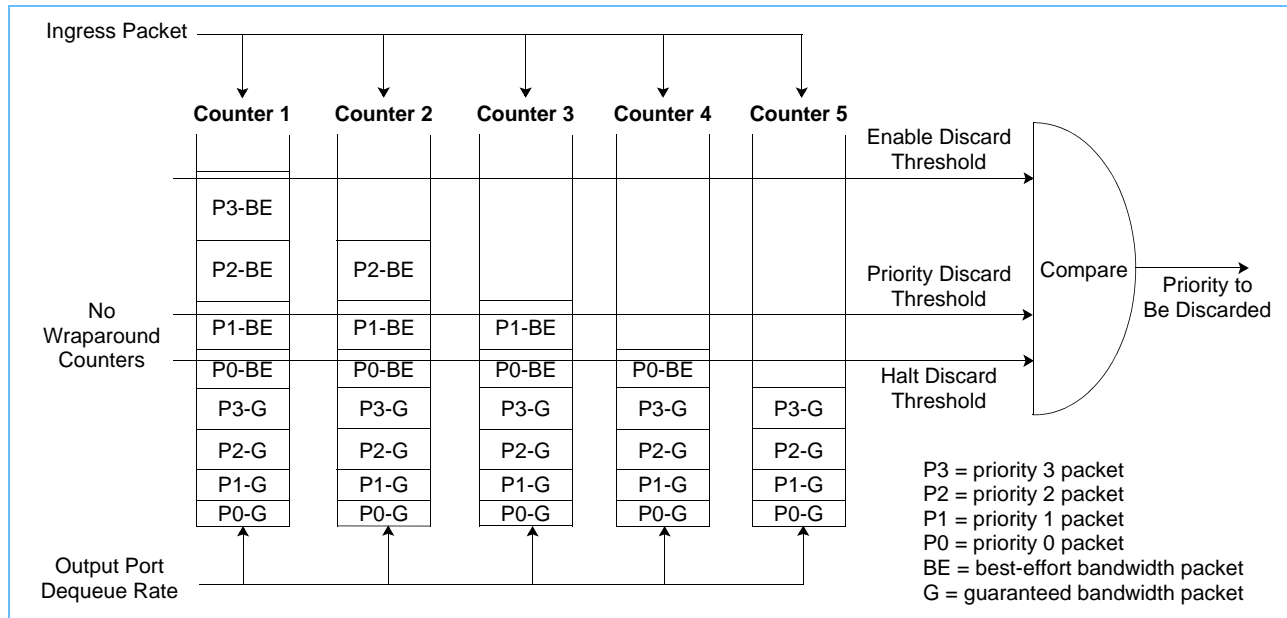 Ingress Packet
Counter 1
Counter 2
Counter 3
Counter 4
Counter 5
Enable Discard
Threshold
P3-BE
P2-BE
P2-BE
Compare
Priority to
Be Discarded
Priority Discard
Threshold
No
Wraparound
Counters
P1-BE
P1-BE
P1-BE
P0-BE
P0-BE
P0-BE
P0-BE
Halt Discard
Threshold
P3-G
P3-G
P3-G
P3-G
P3-G
P2-G
P2-G
P2-G
P2-G
P2-G
P1-G
P1-G
P1-G
P1-G
P1-G
P0-G
P0-G
P0-G
P0-G
P0-G
P3 = priority 3 packet
P2 = priority 2 packet
P1 = priority 1 packet
P0 = priority 0 packet
BE = best-effort bandwidth packet
G = guaranteed bandwidth packet
Output Port
Dequeue Rate